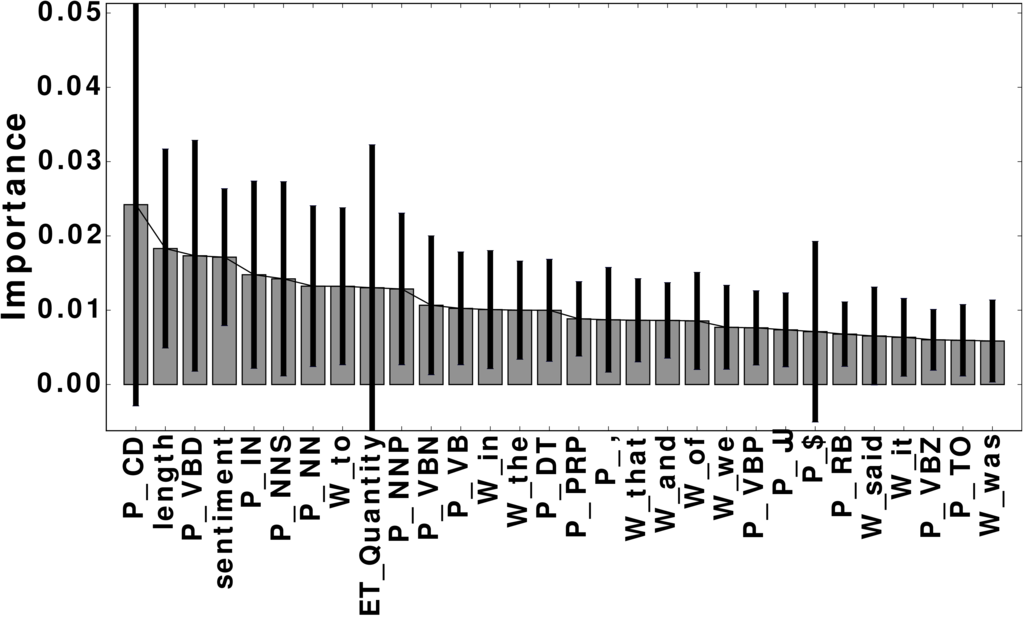 Importance
0.05
0.04
0.03
0.02
0.01
0.00
P_CD
length
P_VBD
sentiment
P_IN
P_NNS
P_NN
W_to
ET_Quantity
P_NNP
P_VBN
P_VB
W_in
W_the
P_DT
P_PRP
P_,
W_that
W_and
W_of
W_we
P_VBP
P_JJ
P_$
P_RB
W_said
W_it
P_VBZ
P_TO
W_was